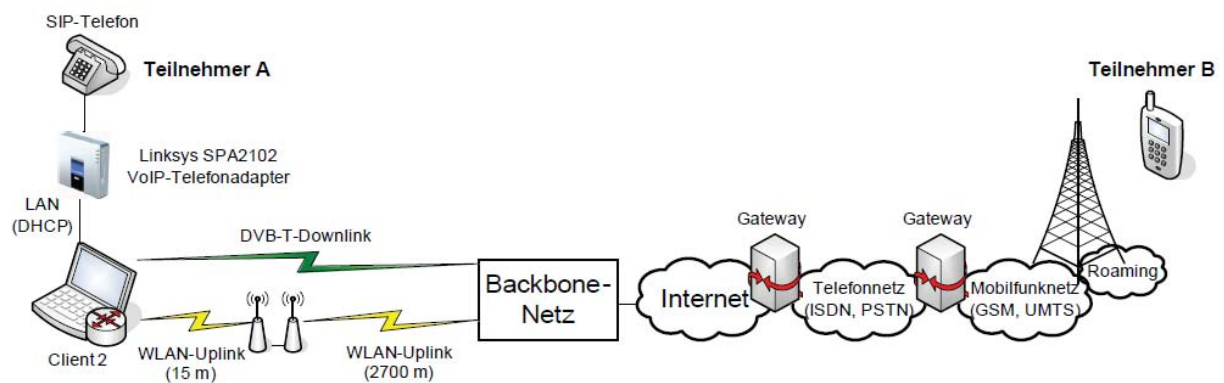 SIP-Telefon
Teilnehmer A
Teilnehmer B
Linksys SPA2102
VoIP-Telefonadapter
LAN
(DHCP)
DVB-T-Downlink
Gateway
Gateway
Backbone-
Netz
Internet
Telefonnetz
(ISDN, PSTN)
Mobilfunknetz
(GSM, UMTS)
Roaming
Client 2
WLAN-Uplink
(15 m)
WLAN-Uplink
(2700 m)